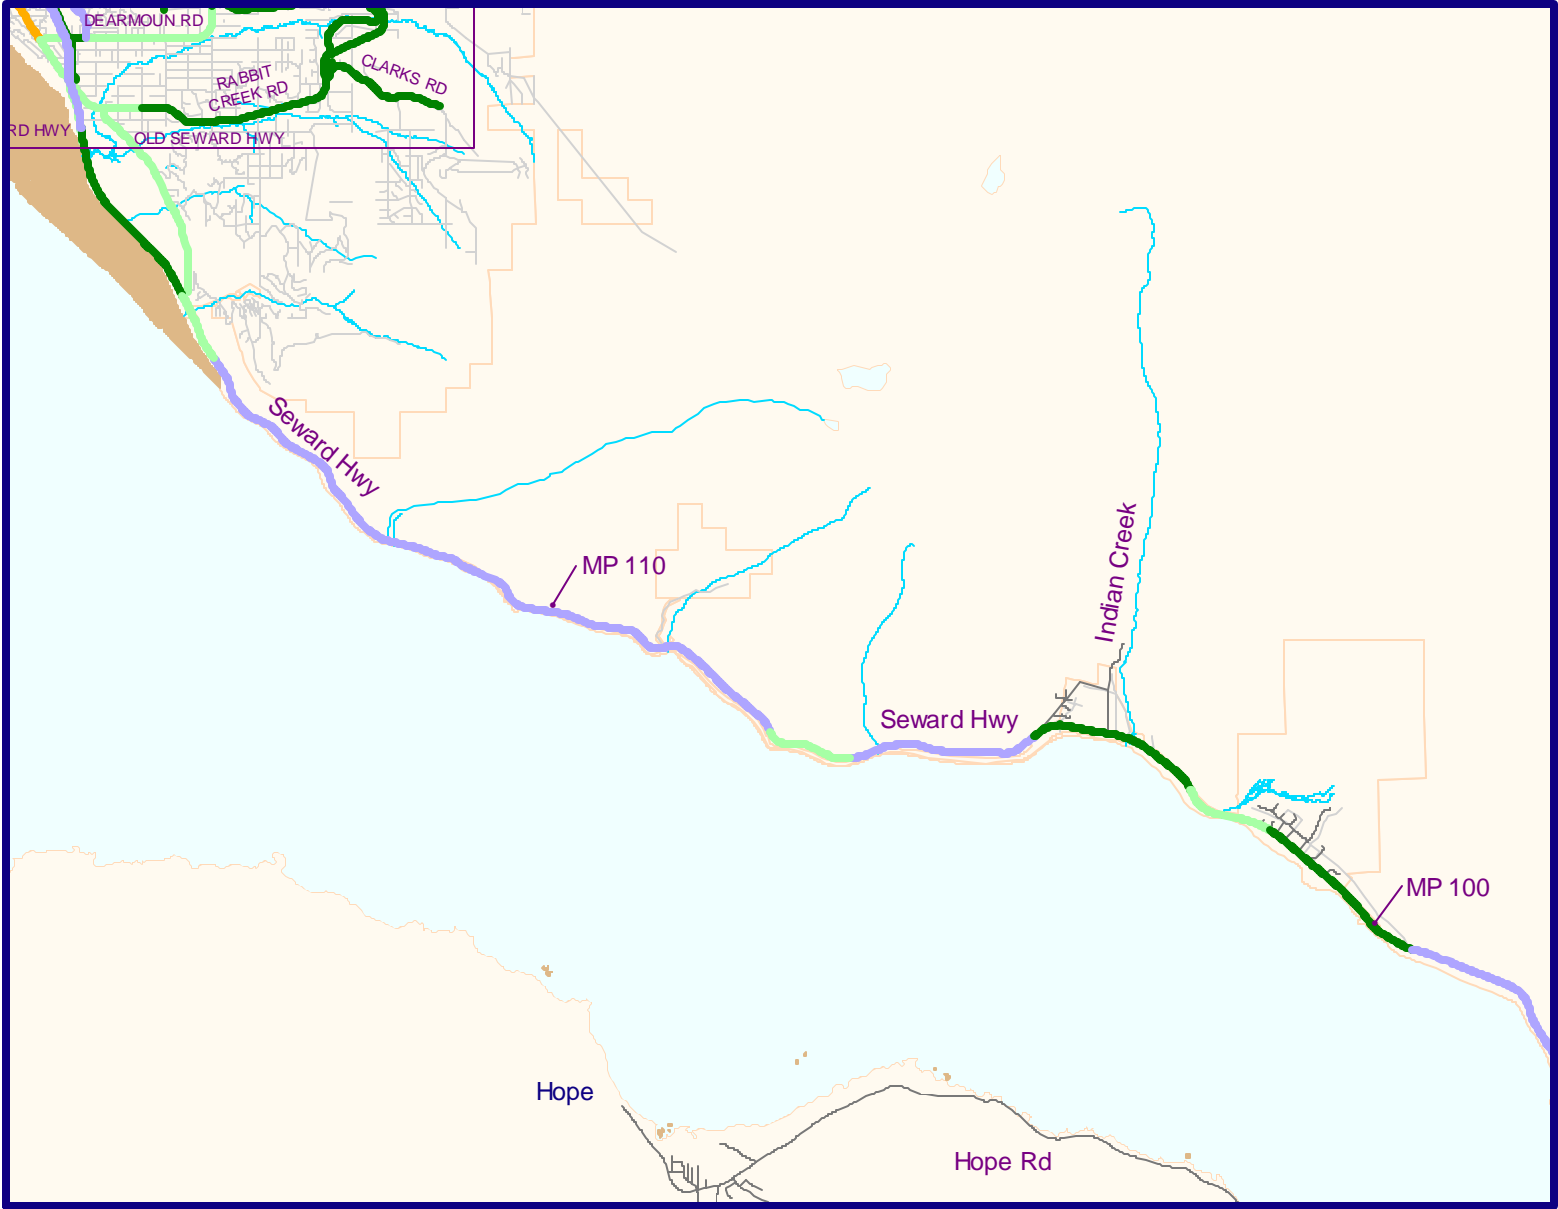 DEARMOUN RD
RABBIT
CREEK RD
CLARKS RD
RD HWY
OLD SEWARD HWY
Seward Hwy
MP 110
Indian Creek
Seward Hwy
MP 100
Hope
Hope Rd